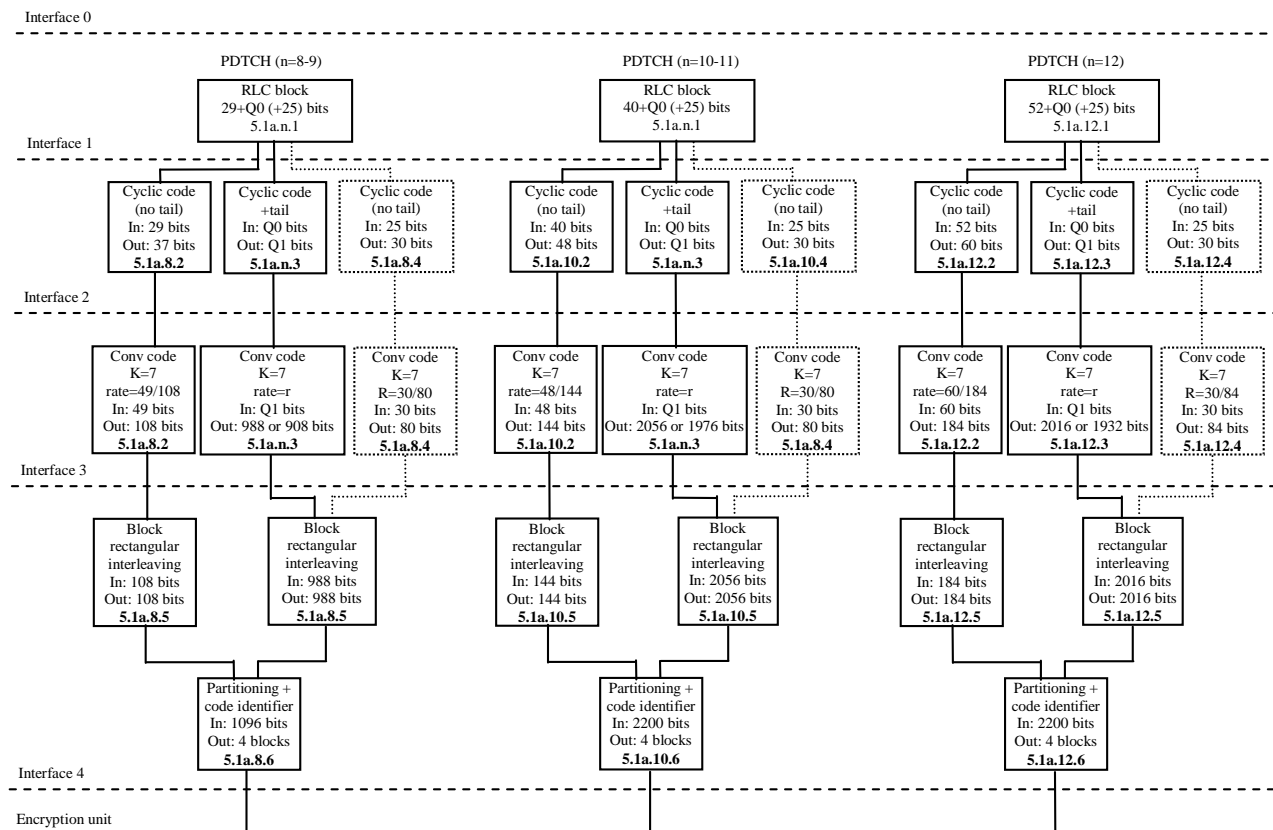 Interface 0
PDTCH (n=8-9)
PDTCH (n=10-11)
PDTCH (n=12)
RLC block
29+Q0 (+25) bits
5.1a.n.1
RLC block
40+Q0 (+25) bits
5.1a.n.1
RLC block
52+Q0 (+25) bits
5.1a.12.1
Interface 1
Cyclic code
(no tail)
In: 29 bits
Out: 37 bits
5.1a.8.2
Cyclic code
+tail
In: Q0 bits
Out: Q1 bits
5.1a.n.3
Cyclic code
(no tail)
In: 25 bits
Out: 30 bits
5.1a.8.4
Cyclic code
(no tail)
In: 40 bits
Out: 48 bits
5.1a.10.2
Cyclic code
+tail
In: Q0 bits
Out: Q1 bits
5.1a.n.3
Cyclic code
(no tail)
In: 25 bits
Out: 30 bits
5.1a.10.4
Cyclic code
(no tail)
In: 52 bits
Out: 60 bits
5.1a.12.2
Cyclic code
+tail
In: Q0 bits
Out: Q1 bits
5.1a.12.3
Cyclic code
(no tail)
In: 25 bits
Out: 30 bits
5.1a.12.4
Interface 2
Conv code
K=7
rate=49/108
In: 49 bits
Out: 108 bits
5.1a.8.2
Conv code
K=7
rate=r
In: Q1 bits
Out: 988 or 908 bits
5.1a.n.3
Conv code
K=7
R=30/80
In: 30 bits
Out: 80 bits
5.1a.8.4
Conv code
K=7
rate=48/144
In: 48 bits
Out: 144 bits
5.1a.10.2
Conv code
K=7
rate=r
In: Q1 bits
Out: 2056 or 1976 bits
5.1a.n.3
Conv code
K=7
R=30/80
In: 30 bits
Out: 80 bits
5.1a.8.4
Conv code
K=7
rate=60/184
In: 60 bits
Out: 184 bits
5.1a.12.2
Conv code
K=7
rate=r
In: Q1 bits
Out: 2016 or 1932 bits
5.1a.12.3
Conv code
K=7
R=30/84
In: 30 bits
Out: 84 bits
5.1a.12.4
Interface 3
Block
rectangular
interleaving
In: 108 bits
Out: 108 bits
5.1a.8.5
Block
rectangular
interleaving
In: 988 bits
Out: 988 bits
5.1a.8.5
Block
rectangular
interleaving
In: 144 bits
Out: 144 bits
5.1a.10.5
Block
rectangular
interleaving
In: 2056 bits
Out: 2056 bits
5.1a.10.5
Block
rectangular
interleaving
In: 184 bits
Out: 184 bits
5.1a.12.5
Block
rectangular
interleaving
In: 2016 bits
Out: 2016 bits
5.1a.12.5
Partitioning +
code identifier
In: 1096 bits
Out: 4 blocks
5.1a.8.6
Partitioning +
code identifier
In: 2200 bits
Out: 4 blocks
5.1a.10.6
Partitioning +
code identifier
In: 2200 bits
Out: 4 blocks
5.1a.12.6
Interface 4
Encryption unit